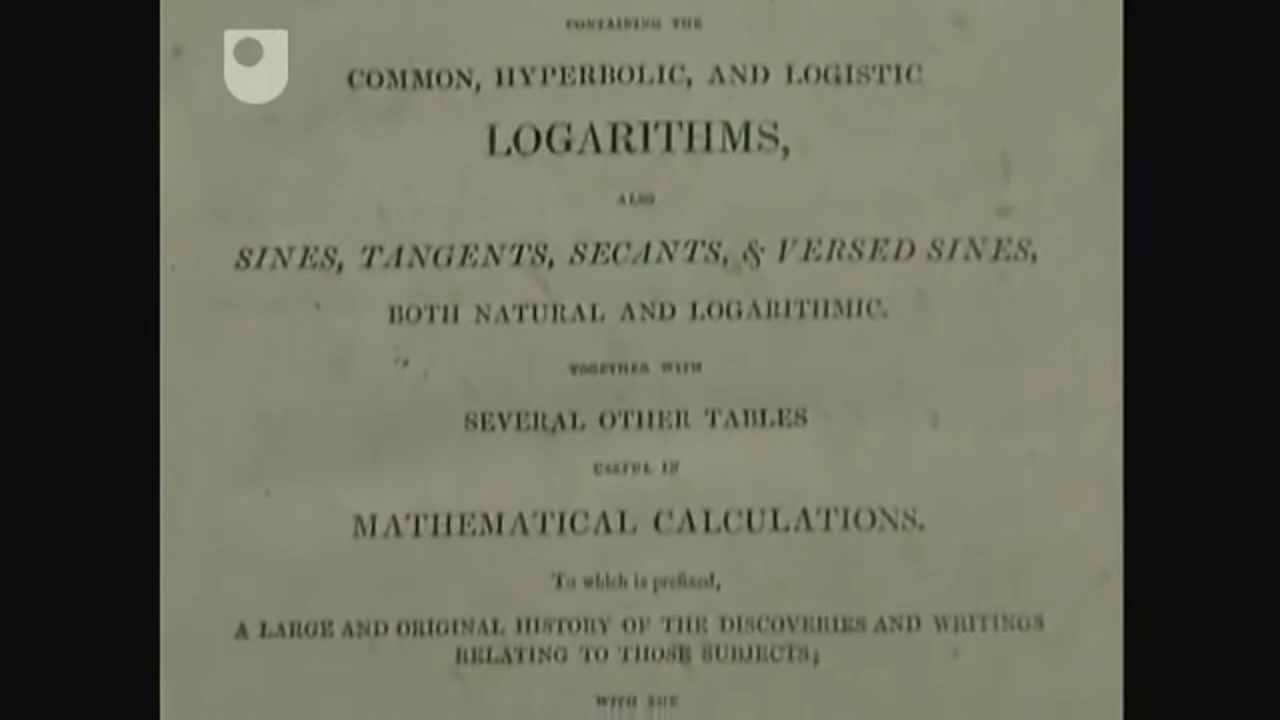 CONTAINING THE
COMMON, HYPERBOLIC, AND LOGISTIC
LOGARITHMS,
ALSO
SINES, TANGENTS, SECANTS, & VERSED SINES,
BOTH NATURAL AND LOGARITHMIC.
TOGETHER WITH
SEVERAL OTHER TABLES
USEFUL IN
MATHEMATICAL CALCULATIONS.
To which is prefixed,
A LARGE AND ORIGINAL HISTORY OF THE DISCOVERIES AND WRITINGS
RELATING TO THOSE SUBJECTS;
WITH THE